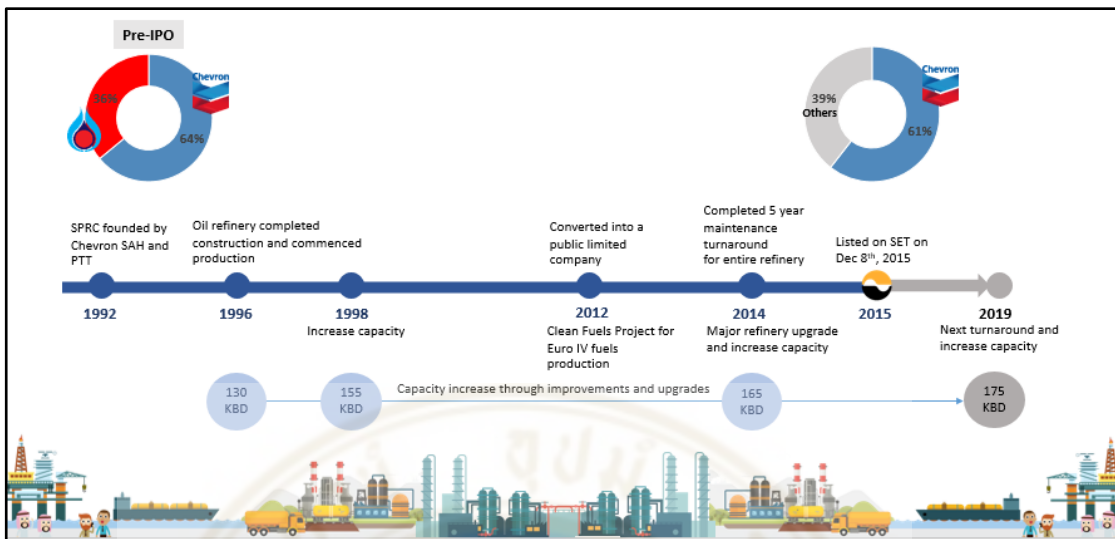 Pre-IPO
Chevron
36%
64%
Chevron
39%
Others
61%
SPRC founded by
Chevron SAH and
PTT
Oil refinery completed
construction and commenced
production
Converted into a
public limited
company
Completed 5 year
maintenance
turnaround
for entire refinery
Listed on SET on
Dec 8th, 2015
1992
1996
1998
2012
2014
2015
2019
Increase capacity
Clean Fuels Project for
Euro IV fuels
production
Major refinery upgrade
and increase capacity
Next turnaround and
increase capacity
Capacity increase through improvements and upgrades
130
KBD
155
KBD
165
KBD
175
KBD